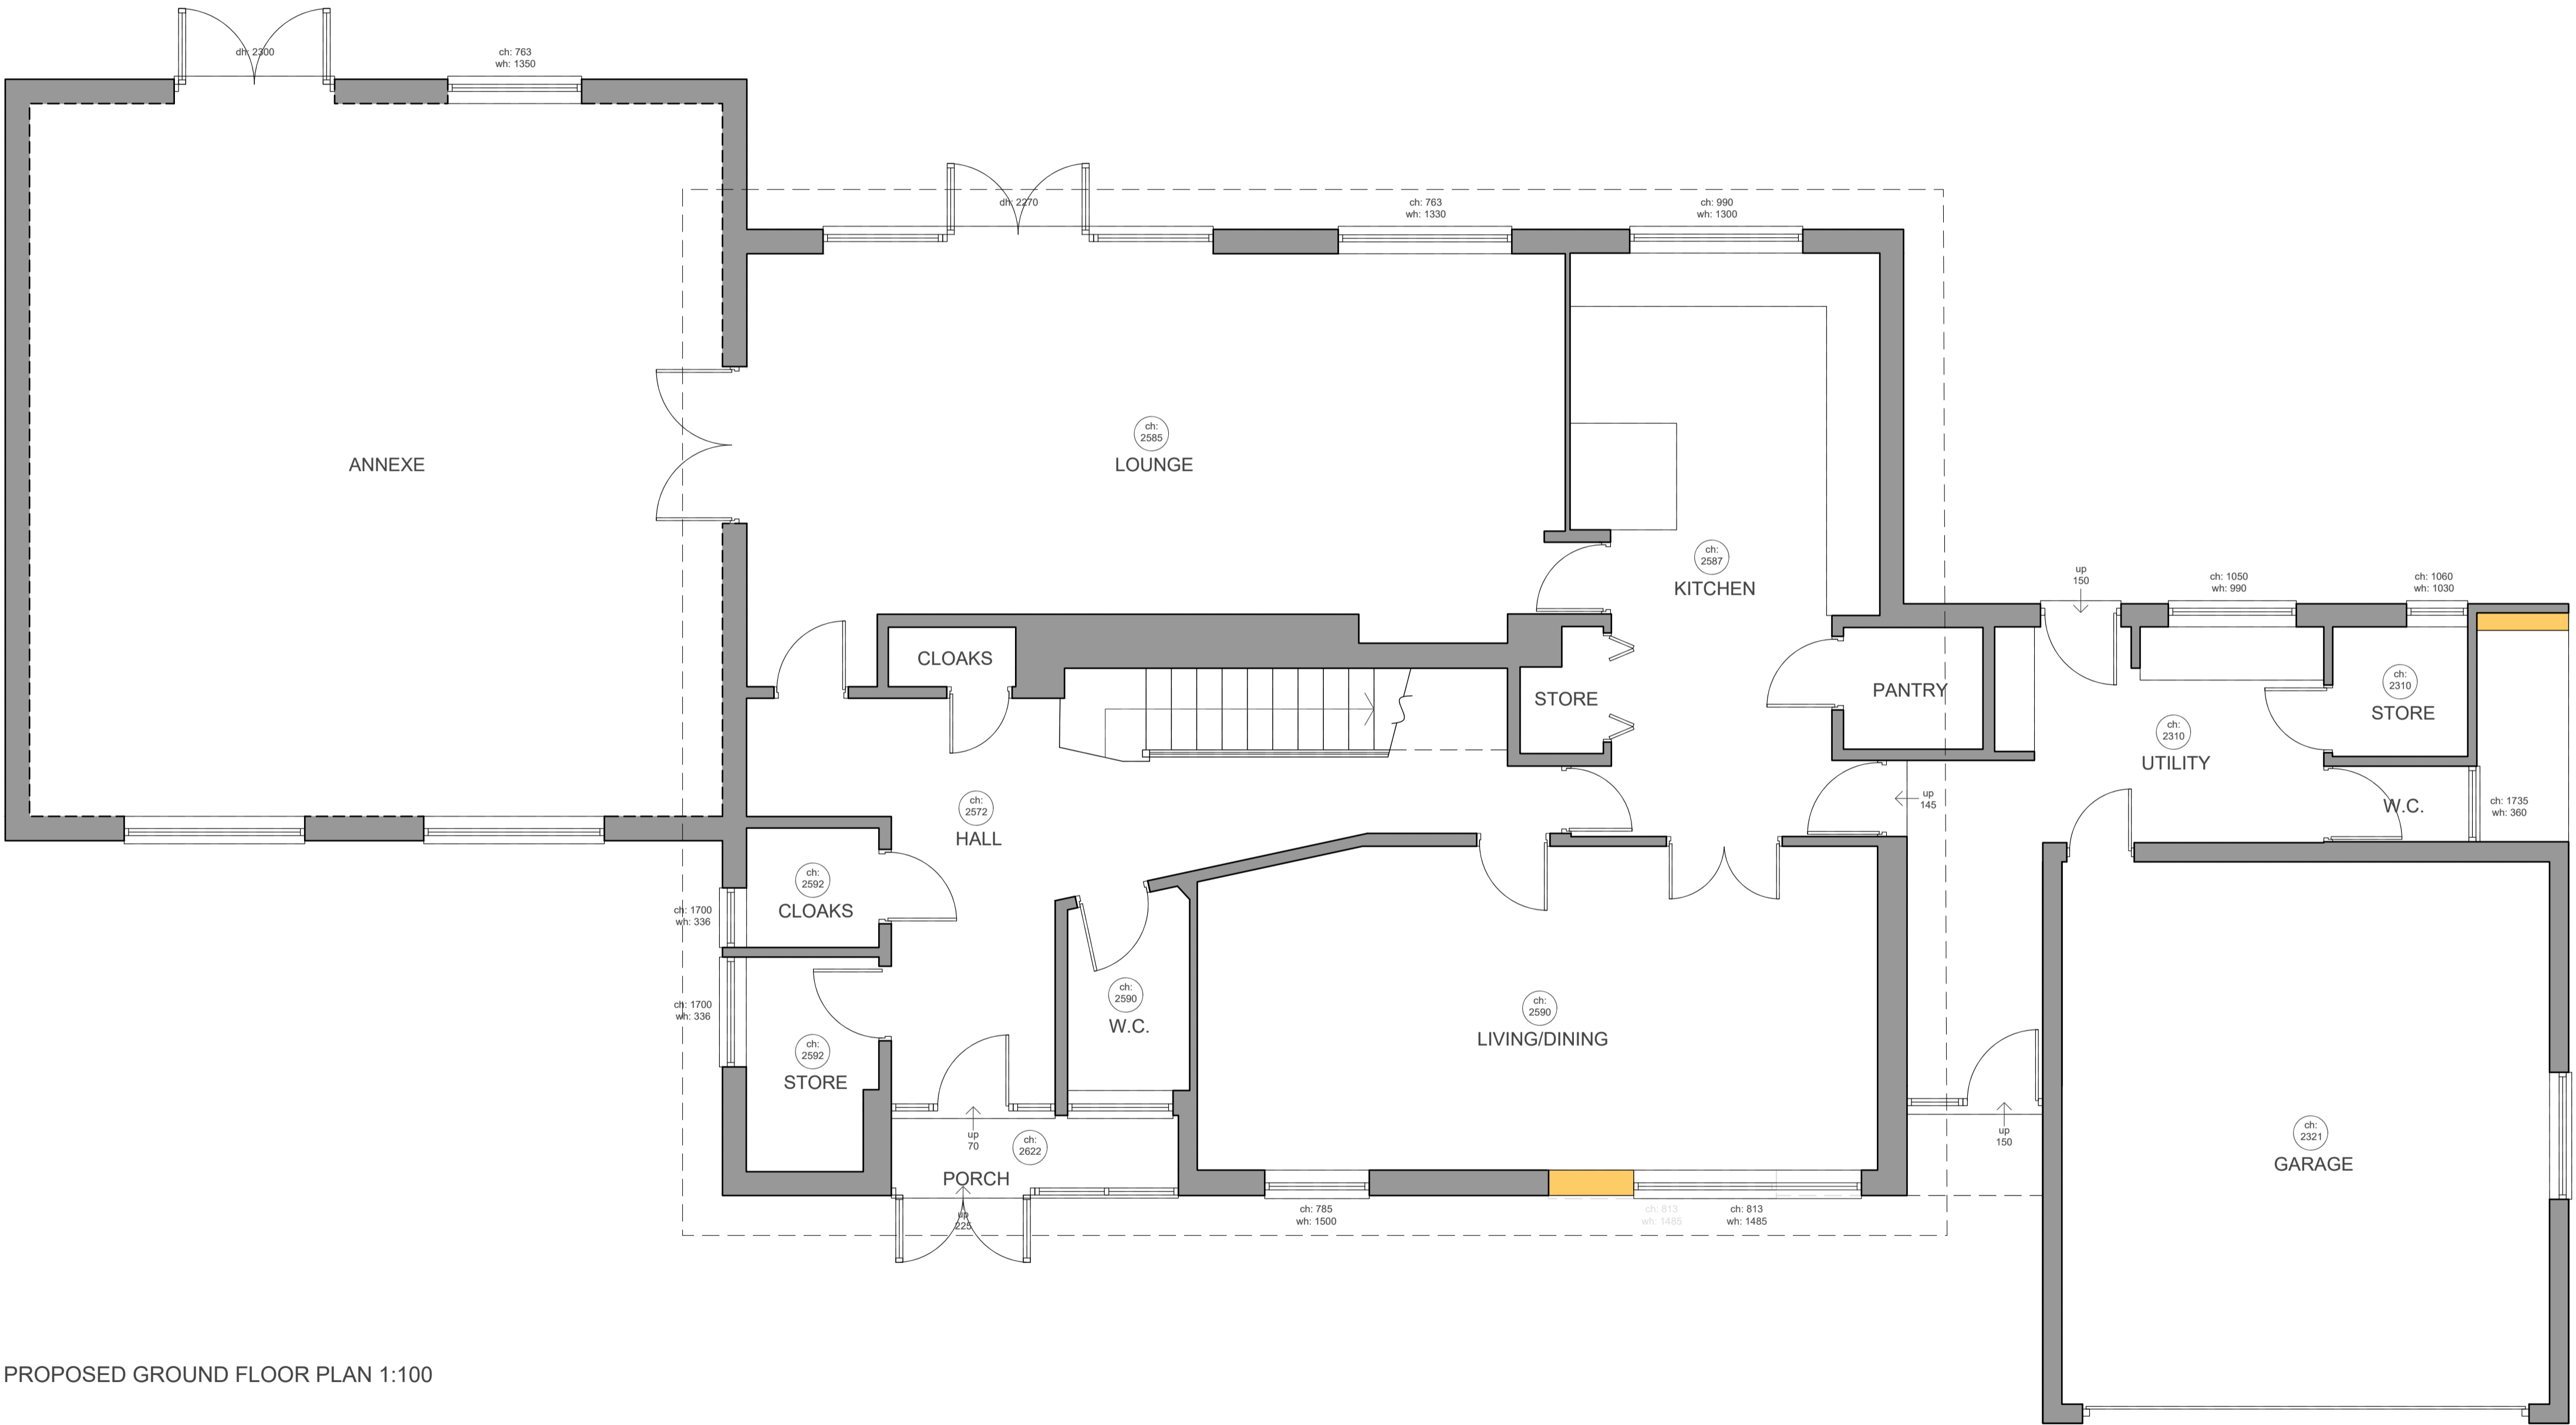 dh: 2300
ch: 763
wh: 1350
dh: 2270
ch: 763
wh: 1330
ch: 990
wh: 1300
ANNEXE
ch:
2585
LOUNGE
ch:
2587
KITCHEN
up
150
ch: 1050
wh: 990
ch: 1060
wh: 1030
CLOAKS
STORE
PANTRY
ch:
2310
STORE
ch:
2310
UTILITY
ch:
2572
HALL
up
145
W.C.
ch: 1735
wh: 360
ch:
2592
CLOAKS
ch: 1700
wh: 336
ch: 1700
wh: 336
ch:
2590
W.C.
ch:
2590
LIVING/DINING
ch:
2592
STORE
up
70
ch:
2622
PORCH
up
225
up
150
ch:
2321
GARAGE
ch: 785
wh: 1500
ch: 813
wh: 1485
ch: 813
wh: 1485
PROPOSED GROUND FLOOR PLAN 1:100